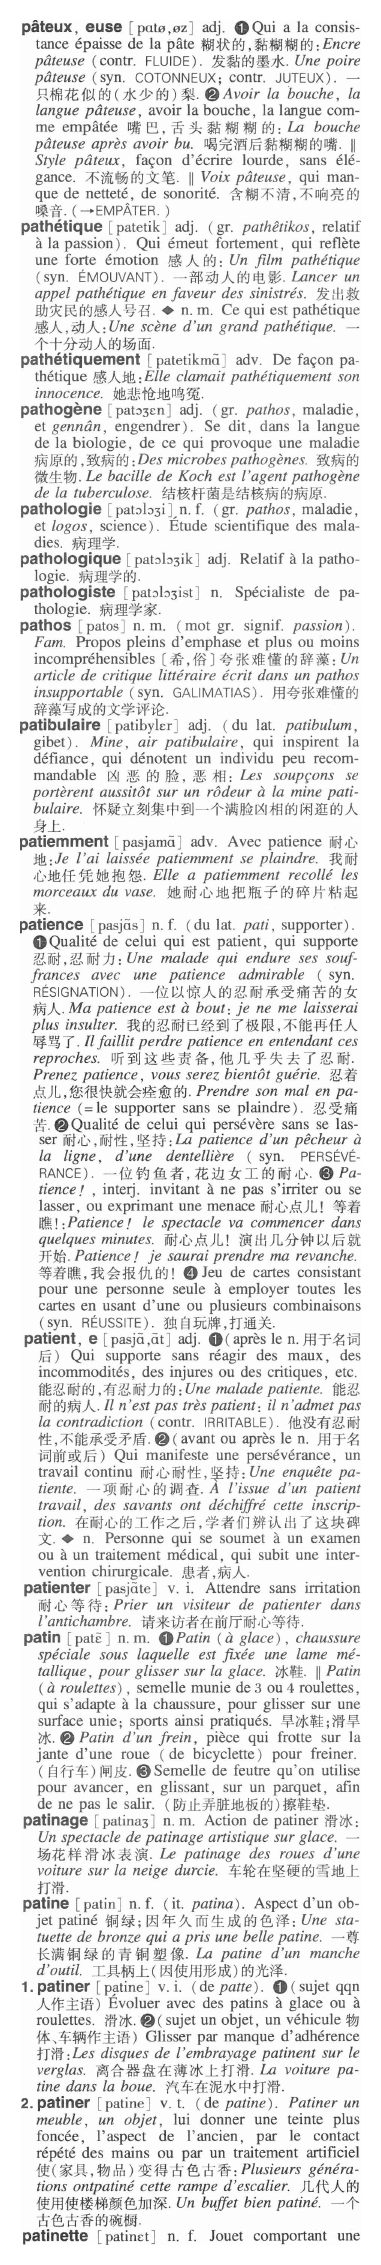 pâteux, euse [pɑtø,øz] adj. ❶Qui a la consis-
tance épaisse de la pâte 糊状的,黏糊糊的:Encre
pâteuse (contr. FLUIDE). 发黏的墨水. Une poire
pâteuse (syn. COTONNEUX; contr. JUTEUX). 一
只棉花似的(水少的)梨. ❷Avoir la bouche, la
langue pâteuse, avoir la bouche, la langue com-
me empâtée 嘴巴,舌头黏糊糊的: La bouche
pâteuse après avoir bu. 喝完酒后黏糊糊的嘴. ‖
Style pâteux, façon d'écrire lourde, sans élé-
gance. 不流畅的文笔. ‖ Voix pâteuse, qui man-
que de netteté, de sonorité. 含糊不清,不响亮的
嗓音. (→EMPÂTER. )
pathétique [patetik] adj. (gr. pathêtikos, relatif
à la passion). Qui émeut fortement, qui reflète
une forte émotion 感人的: Un film pathétique
(syn. ÉMOUVANT). 一部动人的电影. Lancer un
appel pathétique en faveur des sinistrés. 发出救
助灾民的感人号召. ◆ n. m. Ce qui est pathétique
感人,动人:Une scène d'un grand pathétique. 一
个十分动人的场面.
pathétiquement [patetikmɑ̃] adv. De façon pa-
thétique 感人地:Elle clamait pathétiquement son
innocence. 她悲怆地鸣冤.
pathogène [patɔʒɛn] adj. (gr. pathos, maladie,
et gennân, engendrer). Se dit, dans la langue
de la biologie, de ce qui provoque une maladie
病原的,致病的:Des microbes pathogènes. 致病的
微生物. Le bacille de Koch est l'agent pathogène
de la tuberculose. 结核杆菌是结核病的病原.
pathologie [patɔlɔʒi] n. f. (gr. pathos, maladie,
et logos, science). Étude scientifique des mala-
dies. 病理学.
pathologique [patɔlɔʒik] adj. Relatif à la patho-
logie. 病理学的.
pathologiste [patɔlɔʒist] n. Spécialiste de pa-
thologie. 病理学家.
pathos [patos] n. m. (mot gr. signif. passion).
Fam. Propos pleins d'emphase et plus ou moins
incompréhensibles [希,俗]夸张难懂的辞藻: Un
article de critique littéraire écrit dans un pathos
insupportable (syn. GALIMATIAS). 用夸张难懂的
辞藻写成的文学评论.
patibulaire [patibylɛr] adj. (du lat. patibulum,
gibet). Mine, air patibulaire, qui inspirent la
défiance, qui dénotent un individu peu recom-
mandable 凶恶的脸,恶相: Les soupçons se
portèrent aussitôt sur un rôdeur à la mine pati-
bulaire. 怀疑立刻集中到一个满脸凶相的闲逛的人
身上.
patiemment [pasjamɑ̃] adv. Avec patience 耐心
地:Je l'ai laissée patiemment se plaindre. 我耐
心地任凭她抱怨. Elle a patiemment recollé les
morceaux du vase. 她耐心地把瓶子的碎片粘起
来.
patience [pasjɑ̃s] n. f. (du lat. pati, supporter).
❶Qualité de celui qui est patient, qui supporte
忍耐,忍耐力: Une malade qui endure ses souf-
frances avec une patience admirable (syn.
RÉSIGNATION). 一位以惊人的忍耐承受痛苦的女
病人. Ma patience est à bout: je ne me laisserai
plus insulter. 我的忍耐已经到了极限,不能再任人
辱骂了. Il faillit perdre patience en entendant ces
reproches. 听到这些责备,他几乎失去了忍耐.
Prenez patience, vous serez bientôt guérie. 忍着
点儿,您很快就会痊愈的. Prendre son mal en pa-
tience (= le supporter sans se plaindre). 忍受痛
苦. ❷Qualité de celui qui persévère sans se las-
ser 耐心,耐性,坚持:La patience d'un pêcheur à
la ligne, d'une dentellière (syn. PERSÉVÉ-
RANCE). 一位钓鱼者,花边女工的耐心. ❸ Pa-
tience!, interj. invitant à ne pas s'irriter ou se
lasser, ou exprimant une menace 耐心点儿! 等着
瞧!:Patience! le spectacle va commencer dans
quelques minutes. 耐心点儿! 演出几分钟以后就
开始. Patience! je saurai prendre ma revanche.
等着瞧,我会报仇的! ❹ Jeu de cartes consistant
pour une personne seule à employer toutes les
cartes en usant d'une ou plusieurs combinaisons
(syn. RÉUSSITE). 独自玩牌,打通关.
patient, e [pasjɑ̃,ɑ̃t] adj. ❶(après le n. 用于名词
后) Qui supporte sans réagir des maux, des
incommodités, des injures ou des critiques, etc.
能忍耐的,有忍耐力的:Une malade patiente. 能忍
耐的病人. Il n'est pas très patient: il n'admet pas
la contradiction (contr. IRRITABLE). 他没有忍耐
性,不能承受矛盾. ❷(avant ou après le n. 用于名
词前或后) Qui manifeste une persévérance, un
travail continu 耐心耐性,坚持: Une enquête pa-
tiente. 一项耐心的调查. À l'issue d'un patient
travail, des savants ont déchiffré cette inscrip-
tion. 在耐心的工作之后,学者们辨认出了这块碑
文. ◆ n. Personne qui se soumet à un examen
ou à un traitement médical, qui subit une inter-
vention chirurgicale. 患者,病人.
patienter [pasjɑ̃te] v. i. Attendre sans irritation
耐心等待: Prier un visiteur de patienter dans
l'antichambre. 请来访者在前厅耐心等待.
patin [patɛ̃] n. m. ❶Patin (à glace), chaussure
spéciale sous laquelle est fixée une lame mé-
tallique, pour glisser sur la glace. 冰鞋. ‖ Patin
(à roulettes), semelle munie de 3 ou 4 roulettes,
qui s'adapte à la chaussure, pour glisser sur une
surface unie; sports ainsi pratiqués. 旱冰鞋;滑旱
冰. ❷ Patin d'un frein, pièce qui frotte sur la
jante d'une roue (de bicyclette) pour freiner.
(自行车)闸皮. ❸Semelle de feutre qu'on utilise
pour avancer, en glissant, sur un parquet, afin
de ne pas le salir. (防止弄脏地板的)擦鞋垫.
patinage [patinaʒ] n. m. Action de patiner 滑冰:
Un spectacle de patinage artistique sur glace. 一
场花样滑冰表演. Le patinage des roues d'une
voiture sur la neige durcie. 车轮在坚硬的雪地上
打滑.
patine [patin] n. f. (it. patina). Aspect d'un ob-
jet patiné 铜绿;因年久而生成的色泽: Une sta-
tuette de bronze qui a pris une belle patine. 一尊
长满铜绿的青铜塑像. La patine d'un manche
d'outil. 工具柄上(因使用形成)的光泽.
1. patiner [patine] v. i. (de patte). ❶(sujet qqn
人作主语) Évoluer avec des patins à glace ou à
roulettes. 滑冰. ❷(sujet un objet, un véhicule 物
体、车辆作主语) Glisser par manque d'adhérence
打滑:Les disques de l'embrayage patinent sur le
verglas. 离合器盘在薄冰上打滑. La voiture pa-
tine dans la boue. 汽车在泥水中打滑.
2. patiner [patine] v. t. (de patine). Patiner un
meuble, un objet, lui donner une teinte plus
foncée, l'aspect de l'ancien, par le contact
répété des mains ou par un traitement artificiel
使(家具,物品)变得古色古香:Plusieurs généra-
tions ontpatiné cette rampe d'escalier. 几代人的
使用使楼梯颜色加深. Un buffet bien patiné. 一个
古色古香的碗橱.
patinette [patinɛt] n. f. Jouet comportant une